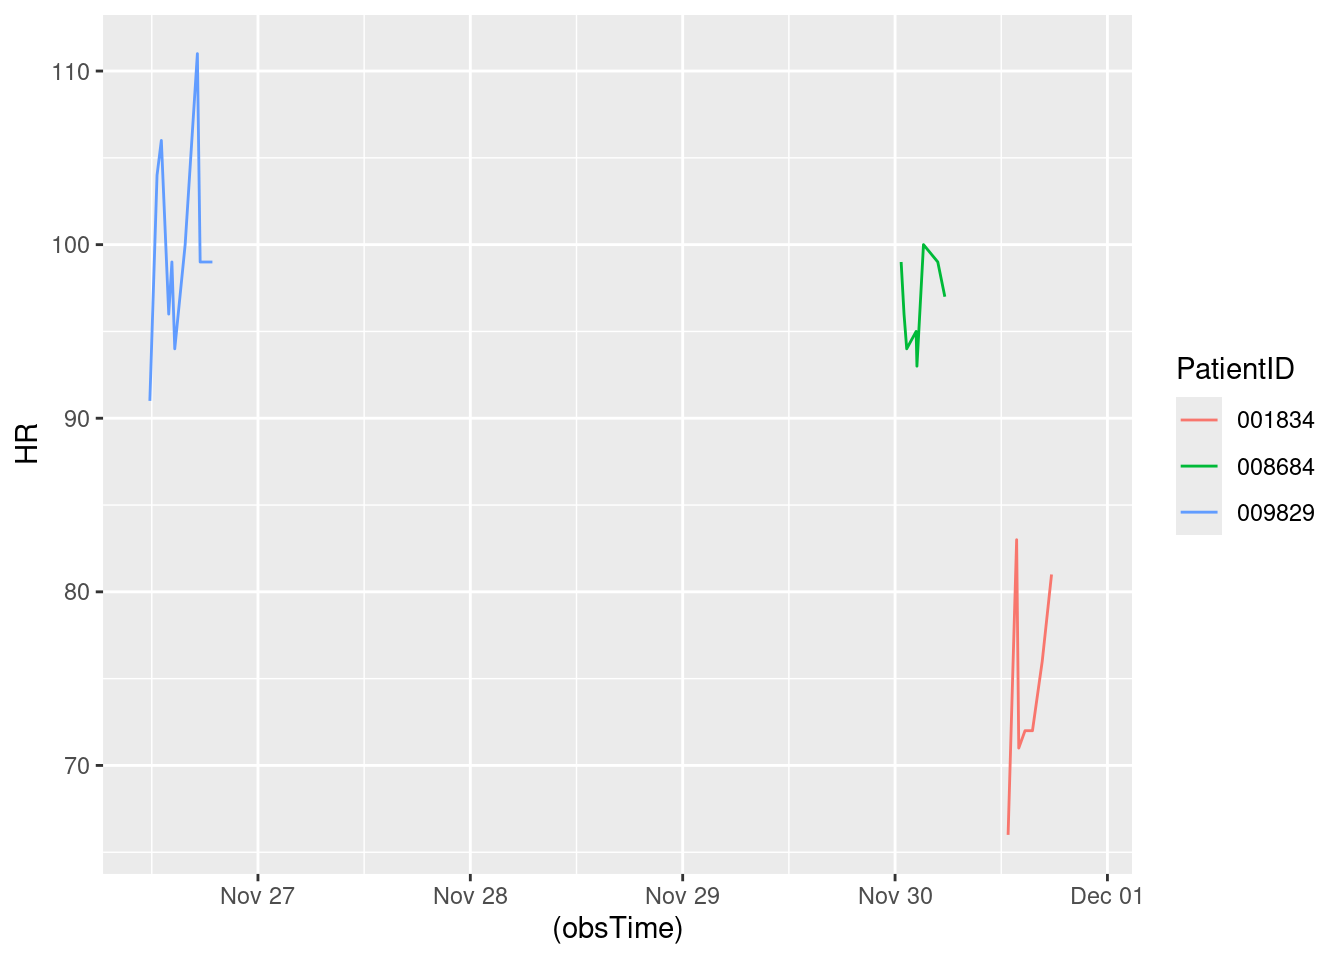 110
100
90
80
70
HR
Nov 27
Nov 28
Nov 29
Nov 30
Dec 01
(obsTime)
PatientID
001834
008684
009829